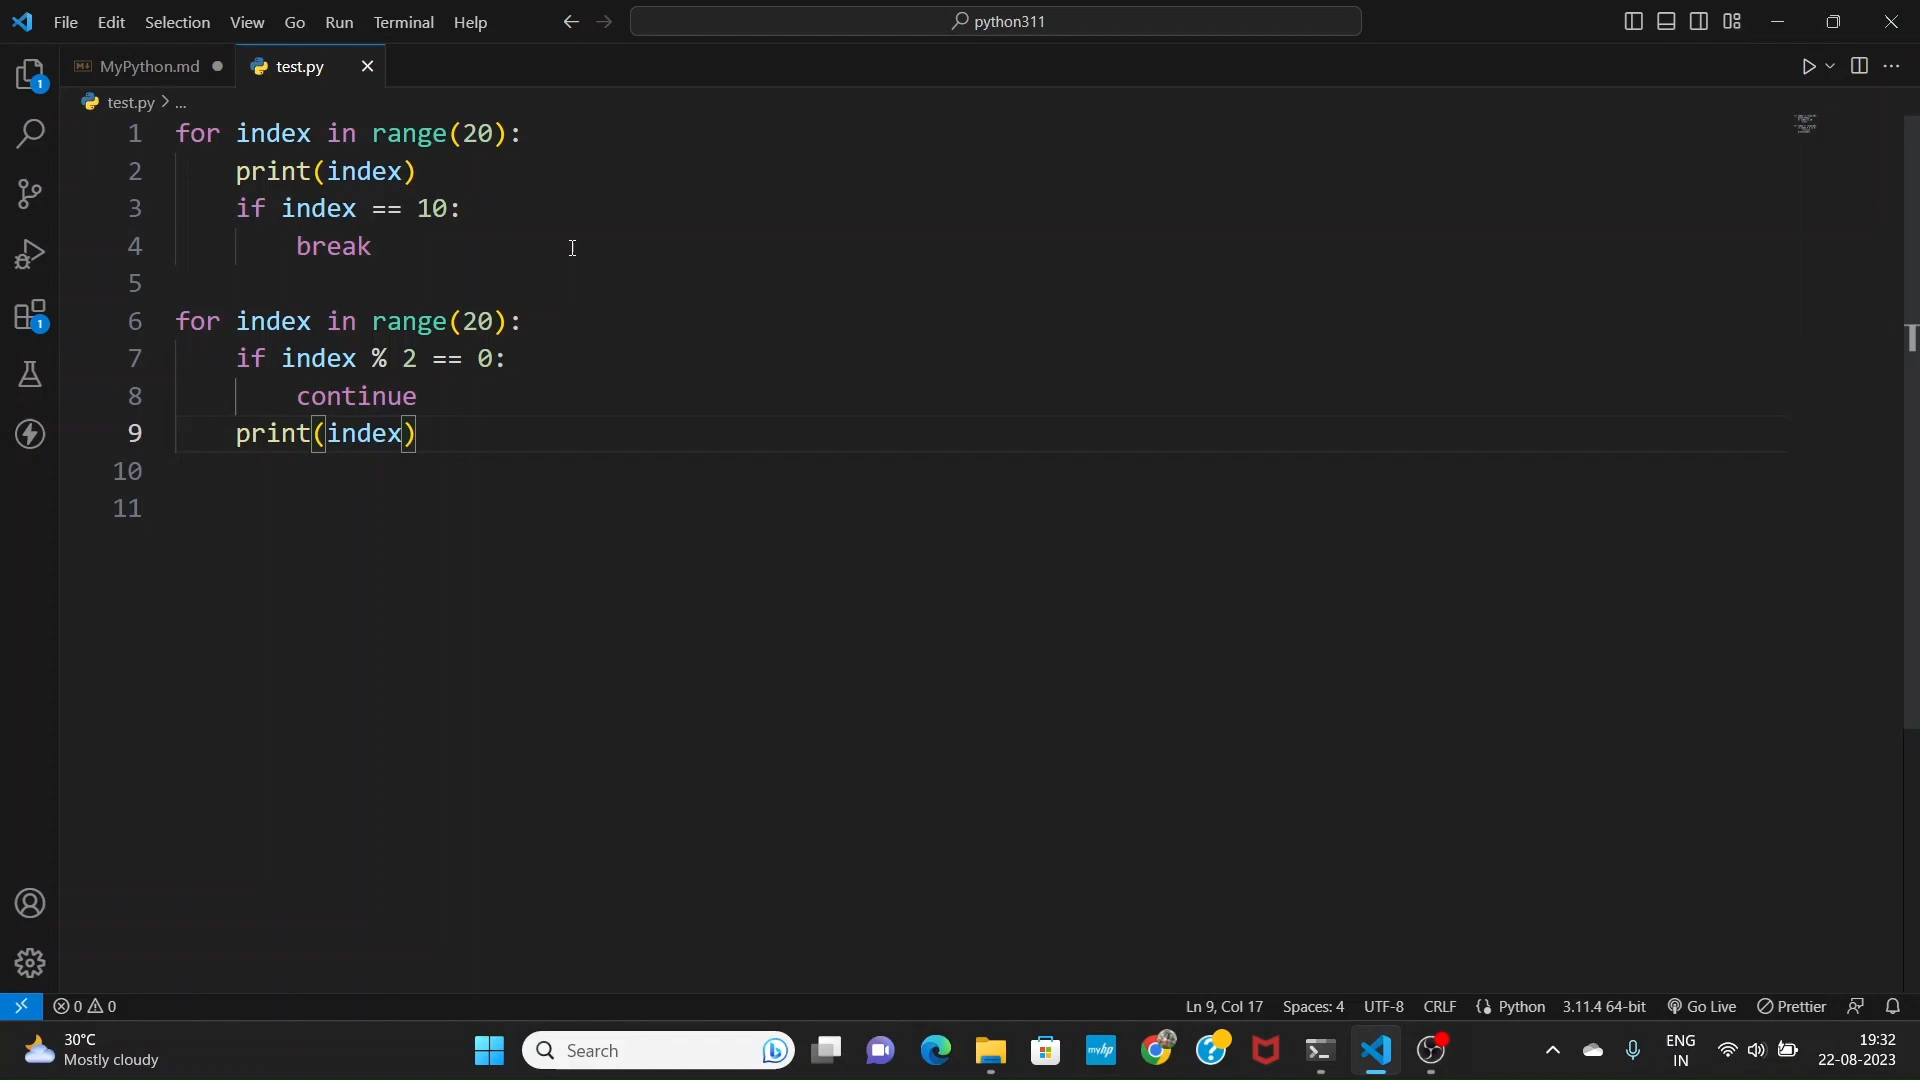 File Edit Selection View Go Run Terminal Help python311
MyPython.md test.py
test.py > ...
1 for index in range(20):
2     print(index)
3     if index == 10:
4         break
5
6 for index in range(20):
7     if index % 2 == 0:
8         continue
9     print(index)
10
11
1
1
0 0 Ln 9, Col 17 Spaces: 4 UTF-8 CRLF Python 3.11.4 64-bit Go Live Prettier
30°C
Mostly cloudy
Search
myhp
ENG
IN
19:32
22-08-2023